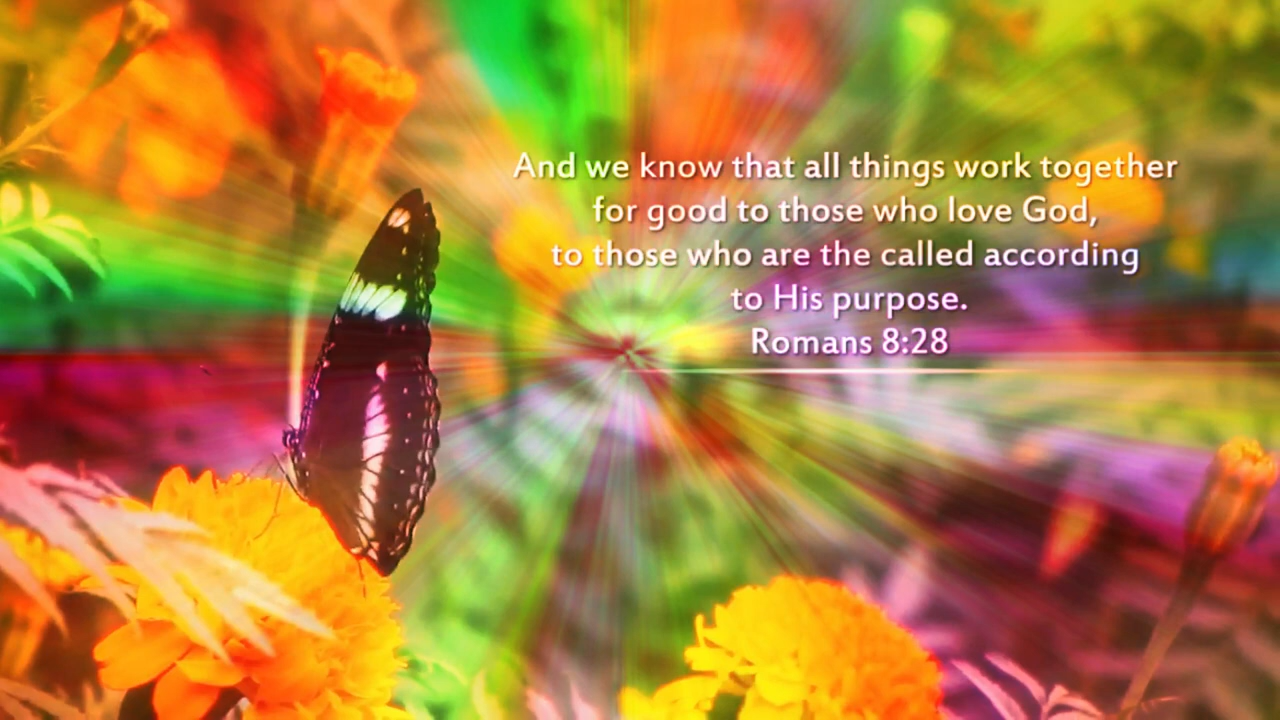 And we know that all things work together
for good to those who love God,
to those who are the called according
to His purpose.
Romans 8:28